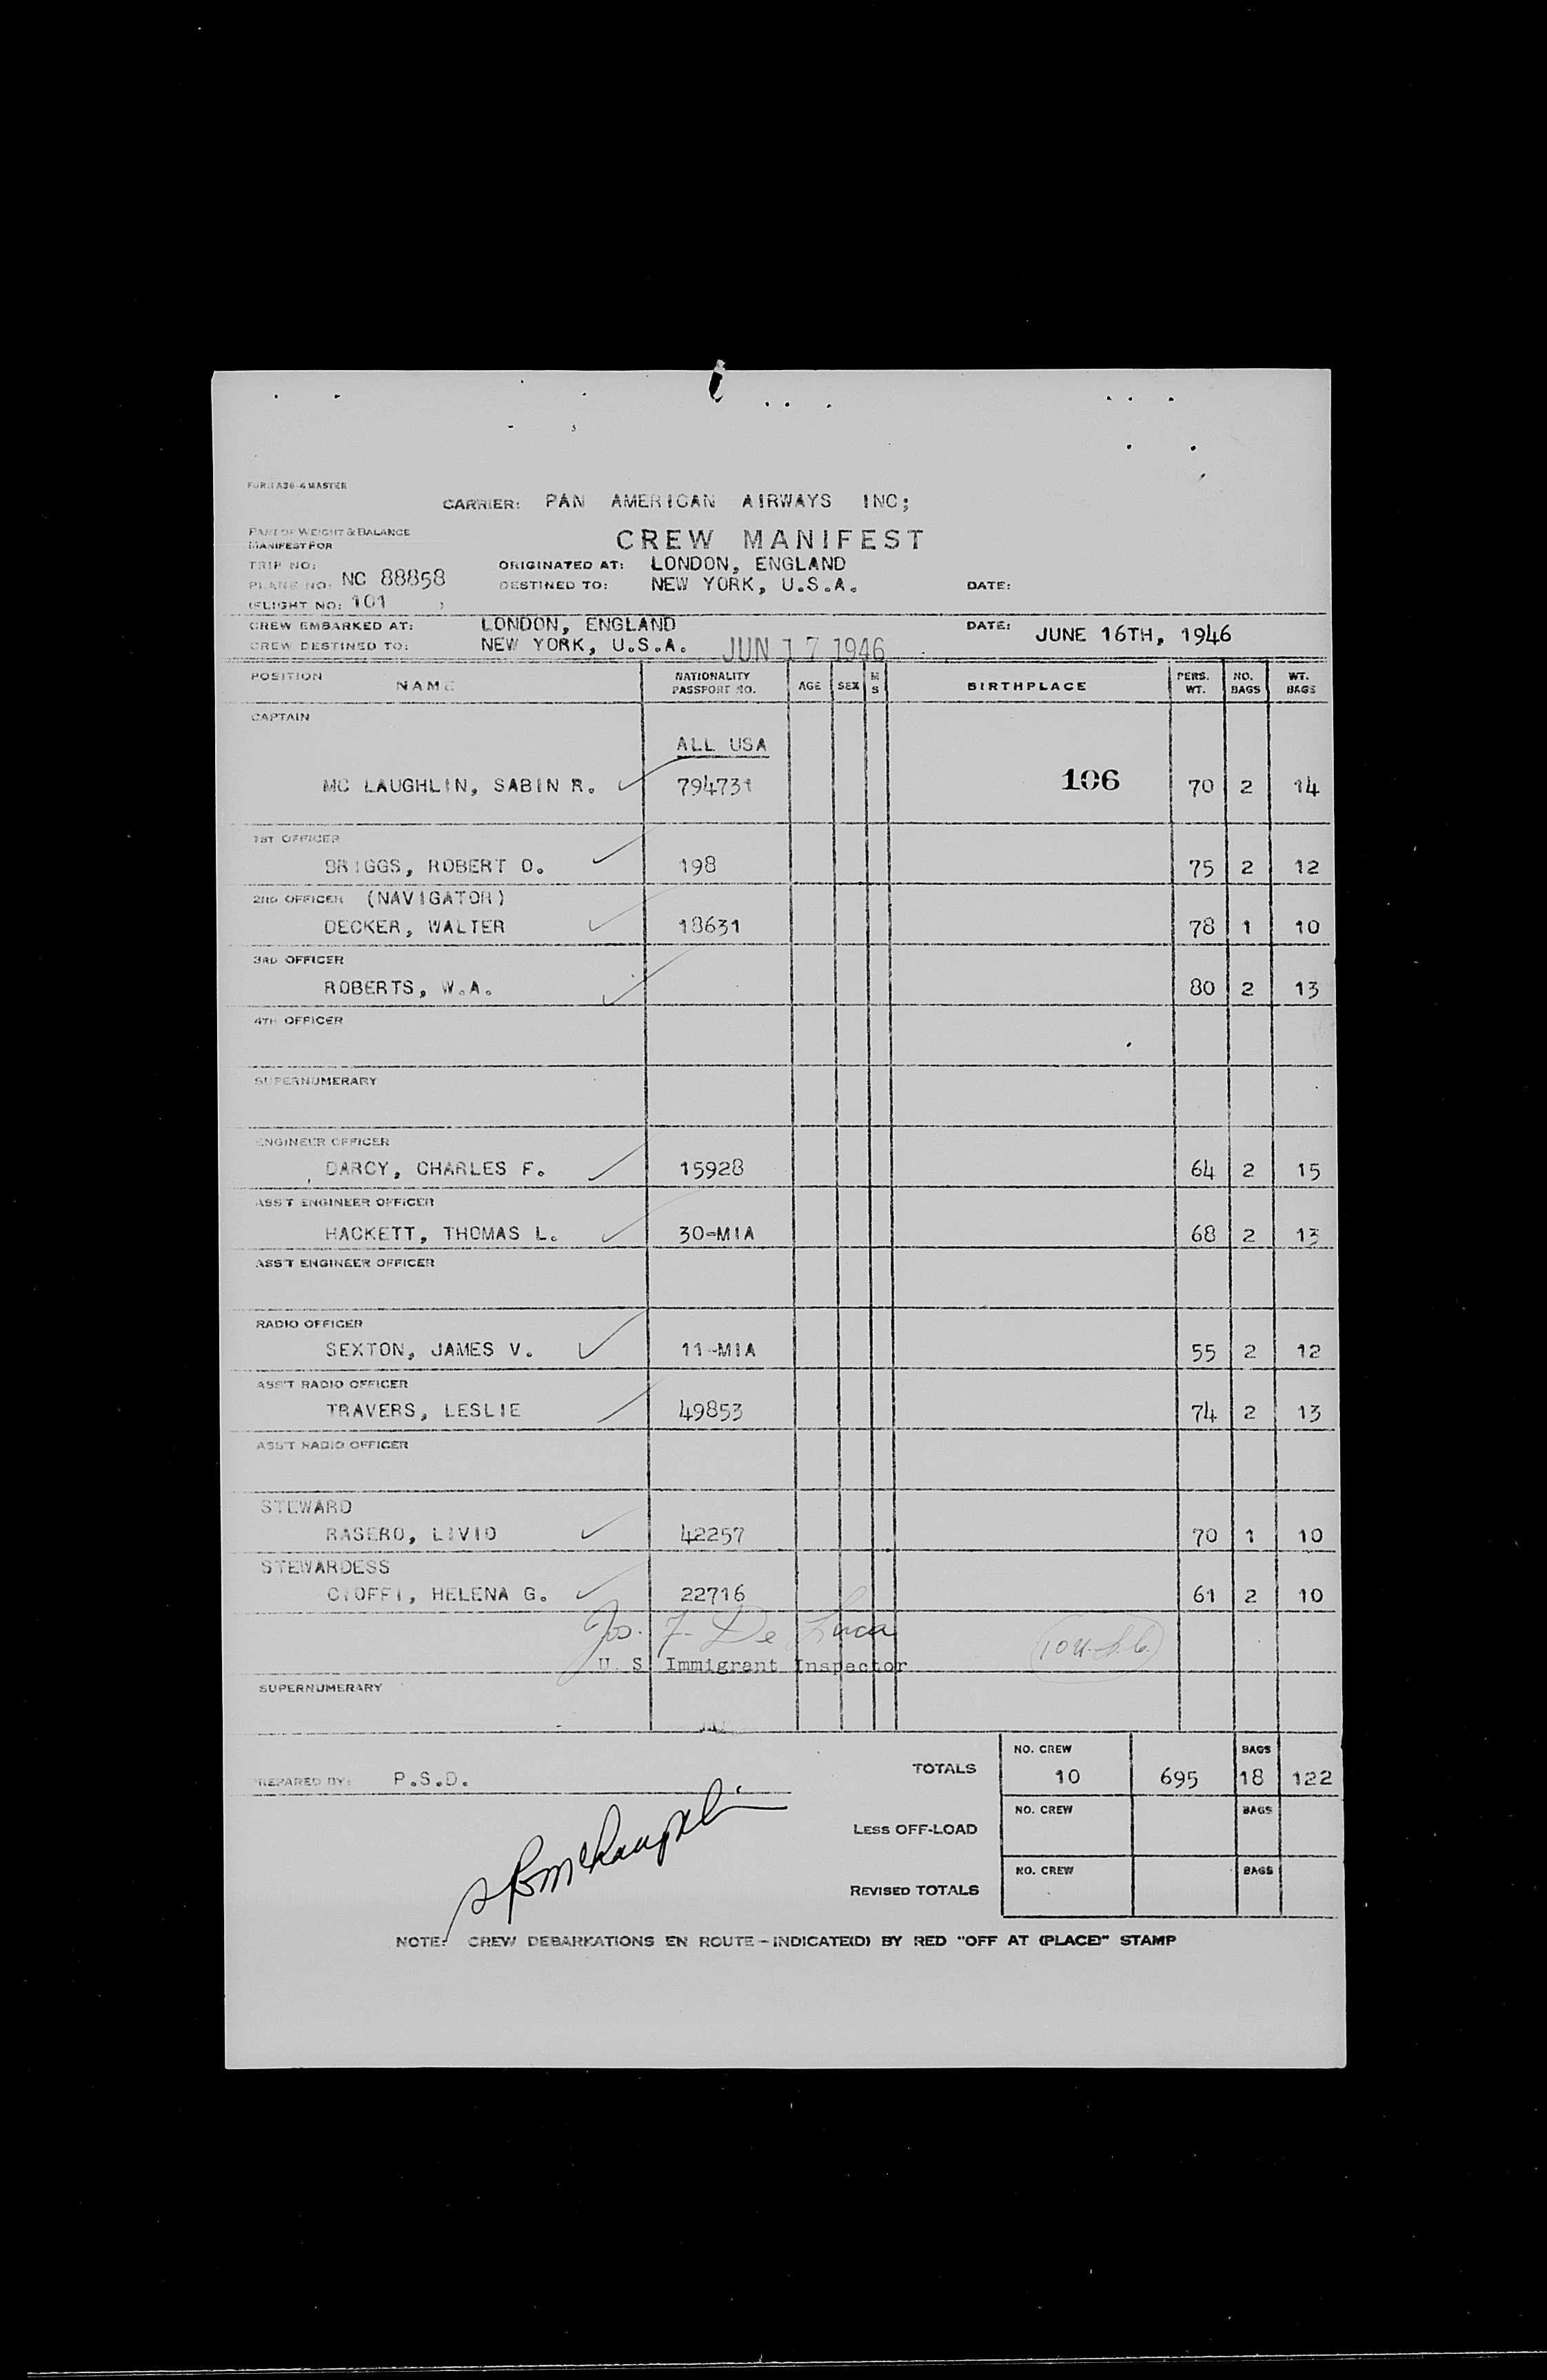 FORM A36-4 MASTER
CARRIER: PAN AMERICAN AIRWAYS INC;
PART OF WEIGHT & BALANCE
MANIFEST FOR
CREW MANIFEST
TRIP NO:
ORIGINATED AT: LONDON, ENGLAND
PLANE NO. NC 88858
DESTINED TO: NEW YORK, U.S.A.
DATE:
(FLIGHT NO: 101 )
CREW EMBARKED AT: LONDON, ENGLAND
DATE: JUNE 16TH, 1946
CREW DESTINED TO: NEW YORK, U.S.A. JUN 17 1946
POSITION NAME NATIONALITY PASSPORT NO. AGE SEX M S BIRTHPLACE PERS. WT. NO. BAGS WT. BAGS
CAPTAIN
ALL USA
MC LAUGHLIN, SABIN R. 794731 106 70 2 14
1ST OFFICER
BRIGGS, ROBERT O. 198 75 2 12
2ND OFFICER (NAVIGATOR)
DECKER, WALTER 18631 78 1 10
3RD OFFICER
ROBERTS, W.A. 80 2 13
4TH OFFICER
SUPERNUMERARY
ENGINEER OFFICER
DARCY, CHARLES F. 15928 64 2 15
ASS'T ENGINEER OFFICER
HACKETT, THOMAS L. 30-MIA 68 2 13
ASS'T ENGINEER OFFICER
RADIO OFFICER
SEXTON, JAMES V. 11-MIA 55 2 12
ASS'T RADIO OFFICER
TRAVERS, LESLIE 49853 74 2 13
ASS'T RADIO OFFICER
STEWARD
RASERO, LIVIO 42257 70 1 10
STEWARDESS
CIOFFI, HELENA G. 22716 61 2 10
Jos. F. De Luca
U. S. Immigrant Inspector
SUPERNUMERARY
TOTALS NO. CREW 10 695 BAGS 18 122
PREPARED BY: P.S.D.
LESS OFF-LOAD NO. CREW BAGS
SRMcLaughlin
REVISED TOTALS NO. CREW BAGS
NOTE: CREW DEBARKATIONS EN ROUTE - INDICATE(D) BY RED "OFF AT (PLACE)" STAMP